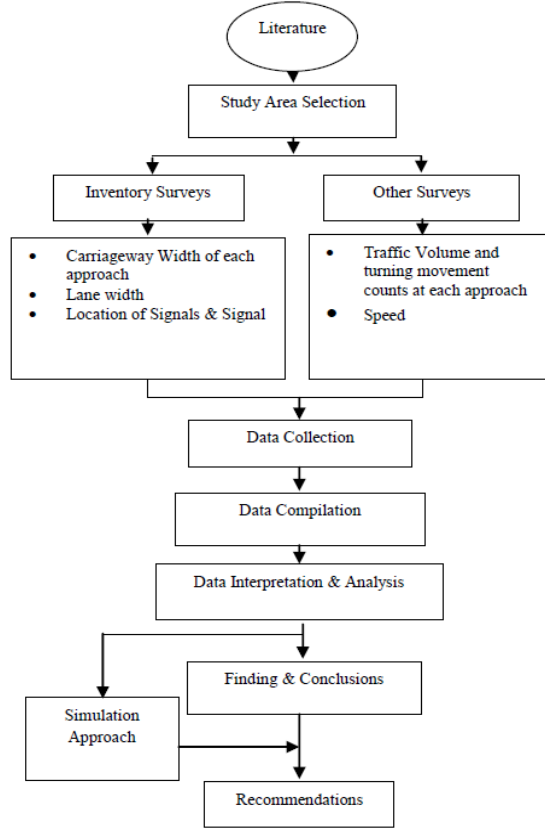 Literature
Study Area Selection
Inventory Surveys
Other Surveys
• Carriageway Width of each
approach
• Lane width
• Location of Signals & Signal
• Traffic Volume and
turning movement
counts at each approach
• Speed
Data Collection
Data Compilation
Data Interpretation & Analysis
Finding & Conclusions
Simulation
Approach
Recommendations